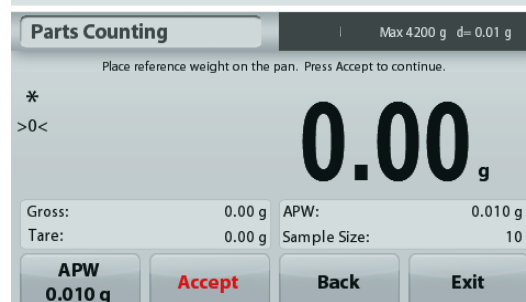 Parts Counting Max 4200 g d= 0.01 g
Place reference weight on the pan. Press Accept to continue.
*
>0<
0.00 g
Gross: 0.00 g APW: 0.010 g
Tare: 0.00 g Sample Size: 10
APW
0.010 g
Accept
Back
Exit